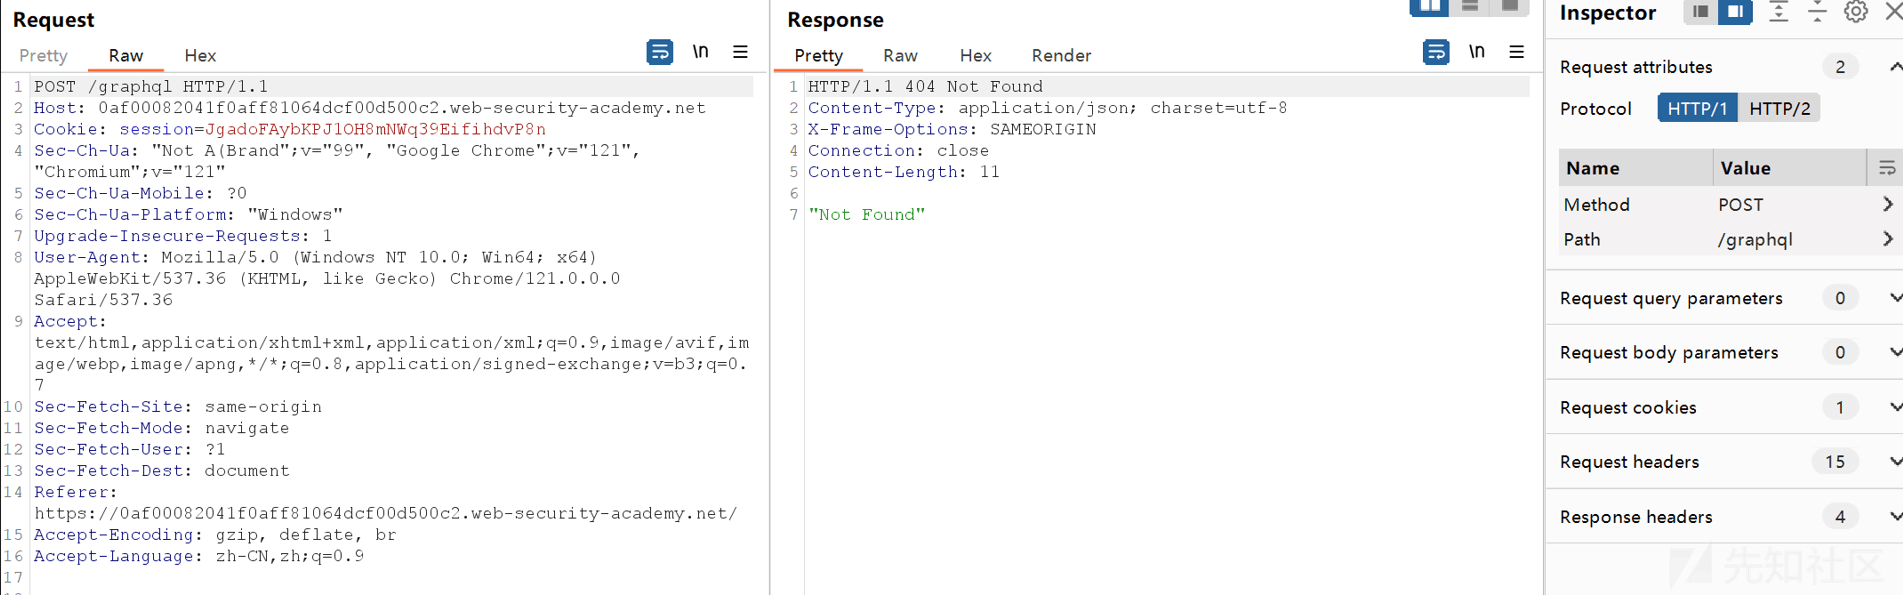 Request
Pretty Raw Hex \n
1 POST /graphql HTTP/1.1
2 Host: 0af00082041f0aff81064dcf00d500c2.web-security-academy.net
3 Cookie: session=JgadoFAybKPJ1OH8mNWq39EifihdvP8n
4 Sec-Ch-Ua: "Not A(Brand";v="99", "Google Chrome";v="121",
"Chromium";v="121"
5 Sec-Ch-Ua-Mobile: ?0
6 Sec-Ch-Ua-Platform: "Windows"
7 Upgrade-Insecure-Requests: 1
8 User-Agent: Mozilla/5.0 (Windows NT 10.0; Win64; x64)
AppleWebKit/537.36 (KHTML, like Gecko) Chrome/121.0.0.0
Safari/537.36
9 Accept:
text/html,application/xhtml+xml,application/xml;q=0.9,image/avif,im
age/webp,image/apng,*/*;q=0.8,application/signed-exchange;v=b3;q=0.
7
10 Sec-Fetch-Site: same-origin
11 Sec-Fetch-Mode: navigate
12 Sec-Fetch-User: ?1
13 Sec-Fetch-Dest: document
14 Referer:
https://0af00082041f0aff81064dcf00d500c2.web-security-academy.net/
15 Accept-Encoding: gzip, deflate, br
16 Accept-Language: zh-CN,zh;q=0.9
17
Response
Pretty Raw Hex Render \n
1 HTTP/1.1 404 Not Found
2 Content-Type: application/json; charset=utf-8
3 X-Frame-Options: SAMEORIGIN
4 Connection: close
5 Content-Length: 11
6
7 "Not Found"
Inspector
Request attributes 2
Protocol HTTP/1 HTTP/2
Name Value
Method POST
Path /graphql
Request query parameters 0
Request body parameters 0
Request cookies 1
Request headers 15
Response headers 4
先知社区